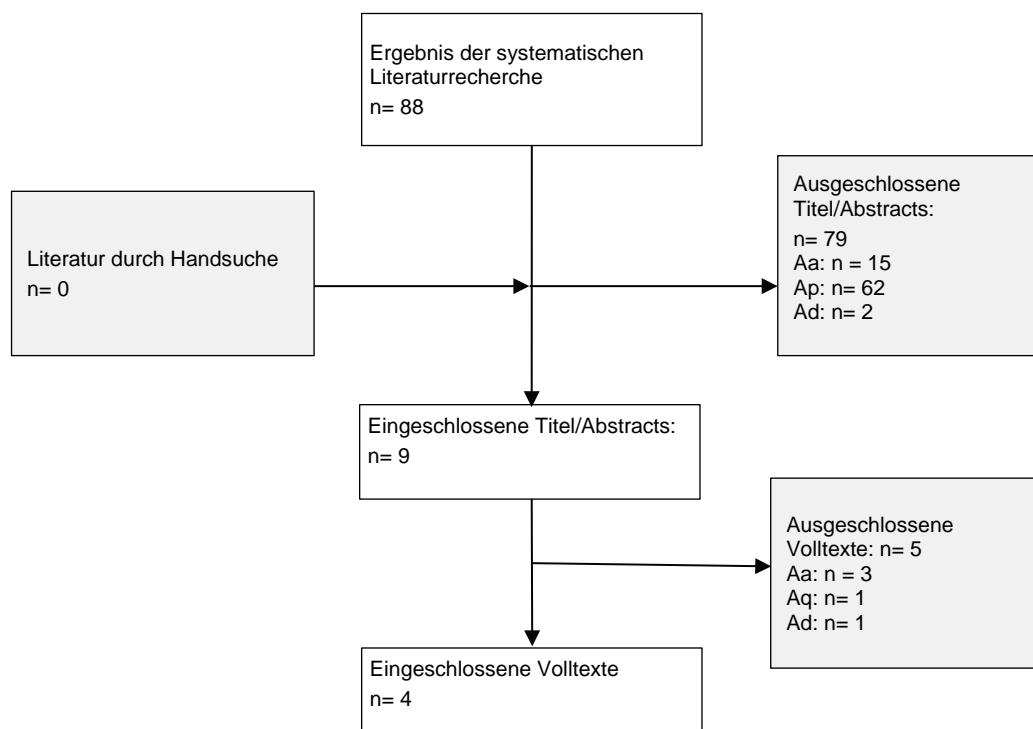 Ergebnis der systematischen
Literaturrecherche
n= 88
Ausgeschlossene
Titel/Abstracts:
n= 79
Aa: n = 15
Ap: n= 62
Ad: n= 2
Literatur durch Handsuche
n= 0
Eingeschlossene Titel/Abstracts:
n= 9
Ausgeschlossene
Volltexte: n= 5
Aa: n = 3
Aq: n= 1
Ad: n= 1
Eingeschlossene Volltexte
n= 4